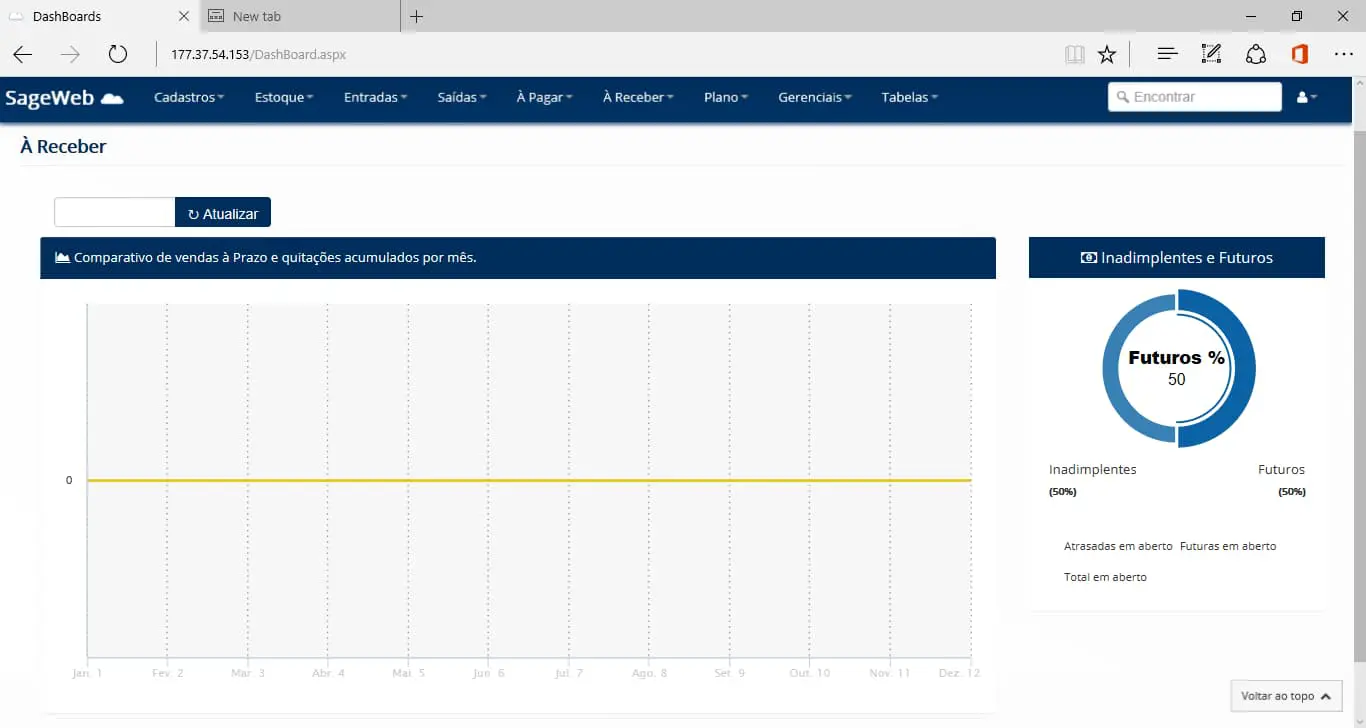 DashBoards
New tab
177.37.54.153/DashBoard.aspx
SageWeb Cadastros Estoque Entradas Saídas À Pagar À Receber Plano Gerenciais Tabelas Encontrar
À Receber
Atualizar
Comparativo de vendas à Prazo e quitações acumulados por mês.
Inadimplentes e Futuros
Futuros %
50
0
Inadimplentes Futuros
(50%) (50%)
Atrasadas em aberto Futuras em aberto
Total em aberto
Jan. 1 Fev. 2 Mar. 3 Abr. 4 Mai. 5 Jun. 6 Jul. 7 Ago. 8 Set. 9 Out. 10 Nov. 11 Dez. 12
Voltar ao topo